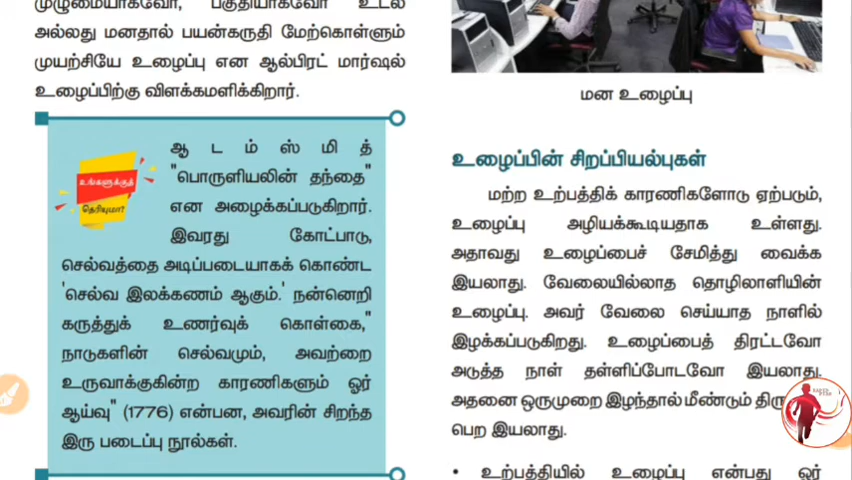 முழுமையாகவோ, பகுதியாகவோ உடல்
அல்லது மனதால் பயன்கருதி மேற்கொள்ளும்
முயற்சியே உழைப்பு என ஆல்பிரட் மார்ஷல்
உழைப்பிற்கு விளக்கமளிக்கிறார்.
உங்களுக்குத்
தெரியுமா?
ஆ ட ம் ஸ் மி த்
"பொருளியலின் தந்தை"
என அழைக்கப்படுகிறார்.
இவரது கோட்பாடு,
செல்வத்தை அடிப்படையாகக் கொண்ட
'செல்வ இலக்கணம் ஆகும்.' நன்னெறி
கருத்துக் உணர்வுக் கொள்கை,"
நாடுகளின் செல்வமும், அவற்றை
உருவாக்குகின்ற காரணிகளும் ஓர்
ஆய்வு" (1776) என்பன, அவரின் சிறந்த
இரு படைப்பு நூல்கள்.
மன உழைப்பு
உழைப்பின் சிறப்பியல்புகள்
மற்ற உற்பத்திக் காரணிகளோடு ஏற்படும்,
உழைப்பு அழியக்கூடியதாக உள்ளது.
அதாவது உழைப்பைச் சேமித்து வைக்க
இயலாது. வேலையில்லாத தொழிலாளியின்
உழைப்பு. அவர் வேலை செய்யாத நாளில்
இழக்கப்படுகிறது. உழைப்பைத் திரட்டவோ
அடுத்த நாள் தள்ளிப்போடவோ இயலாது.
அதனை ஒருமுறை இழந்தால் மீண்டும்
பெற இயலாது.
• உற்பத்தியில் உழைப்பு என்பது ஓர்